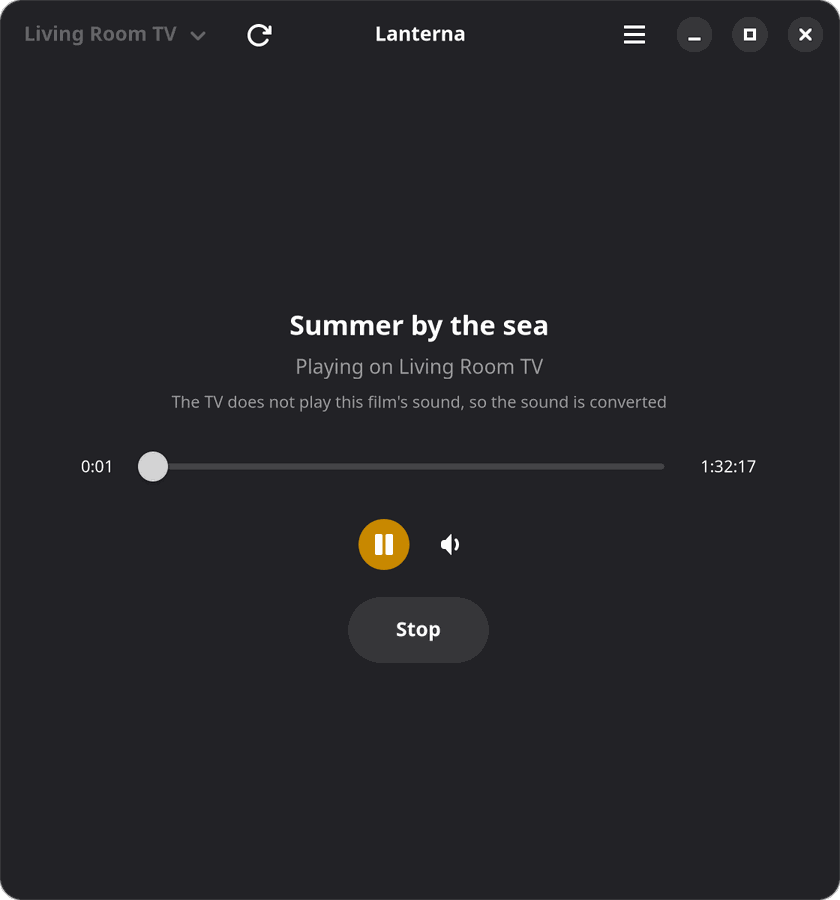 Living Room TV
Lanterna
Summer by the sea
Playing on Living Room TV
The TV does not play this film's sound, so the sound is converted
0:01
1:32:17
Stop